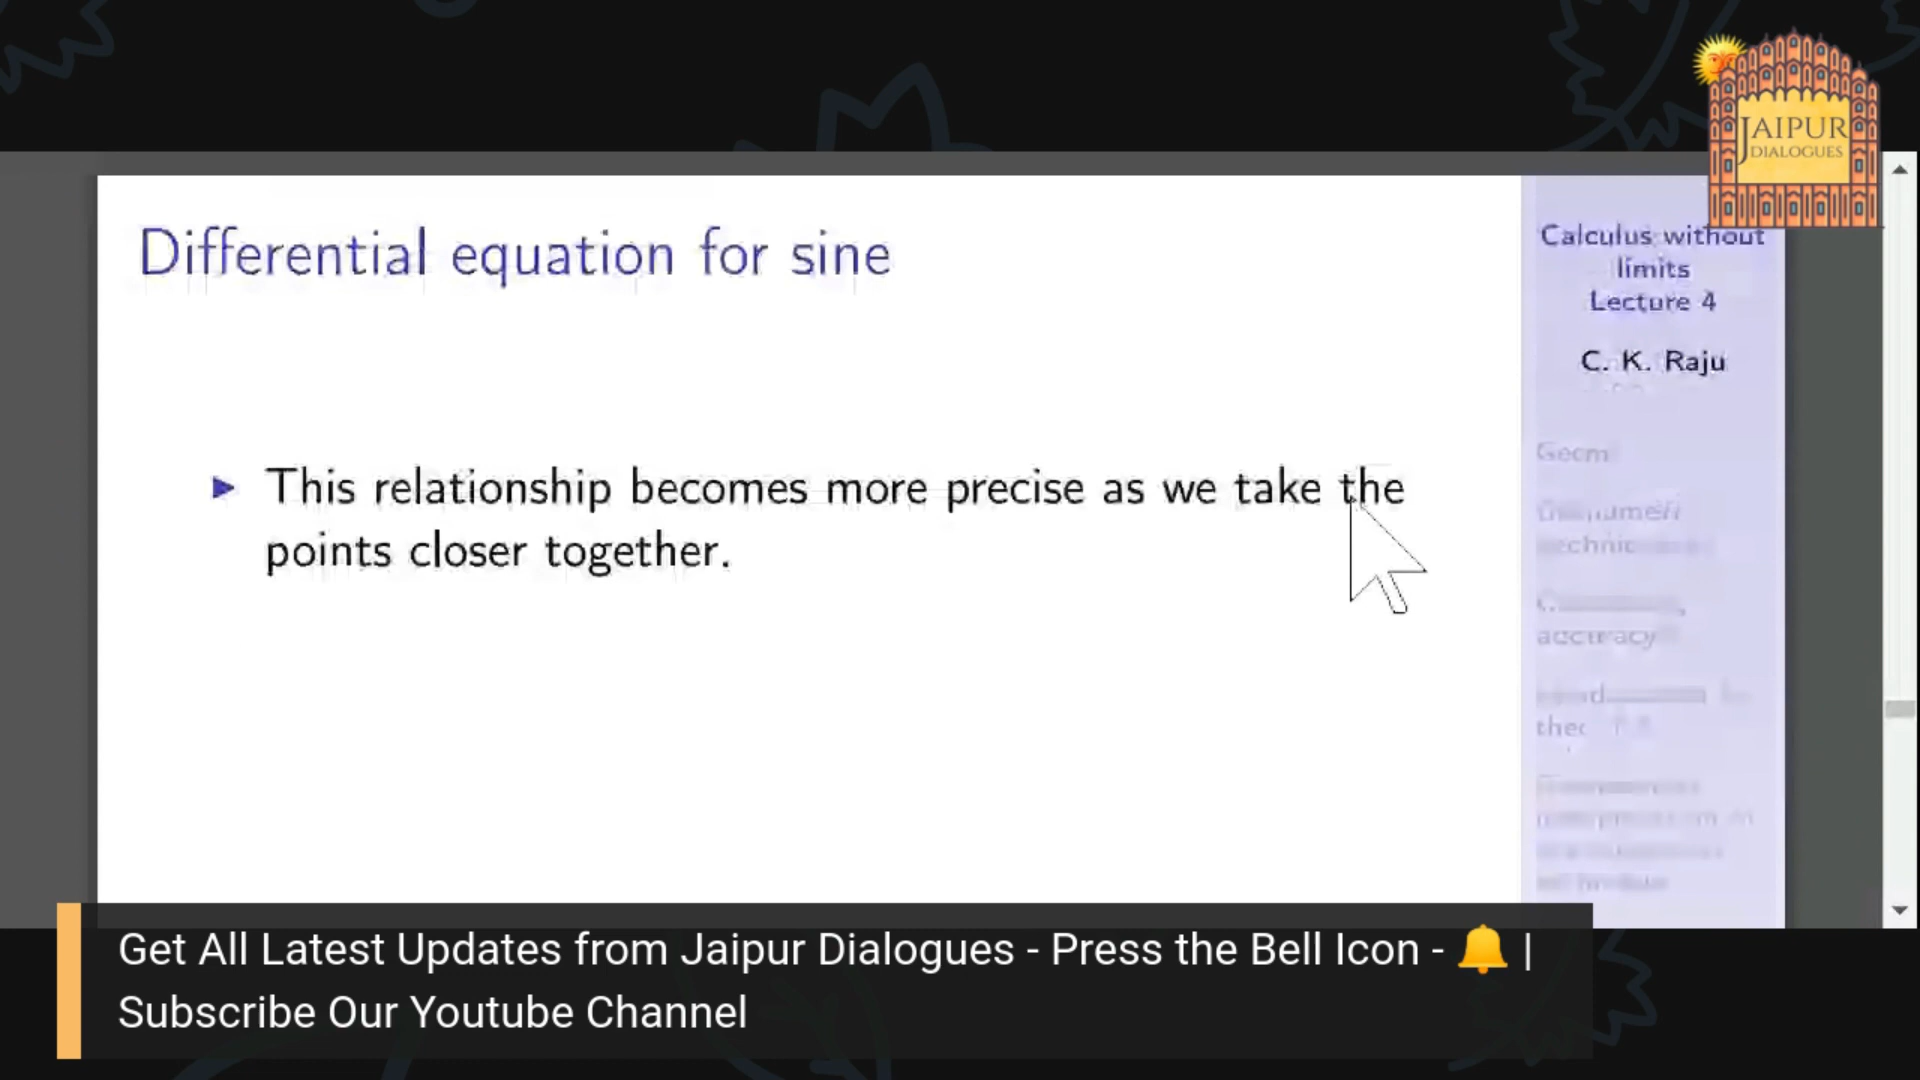 JAIPUR
DIALOGUES
Differential equation for sine
► This relationship becomes more precise as we take the
points closer together.
Calculus without
limits
Lecture 4
C. K. Raju
Get All Latest Updates from Jaipur Dialogues - Press the Bell Icon - 🔔 |
Subscribe Our Youtube Channel